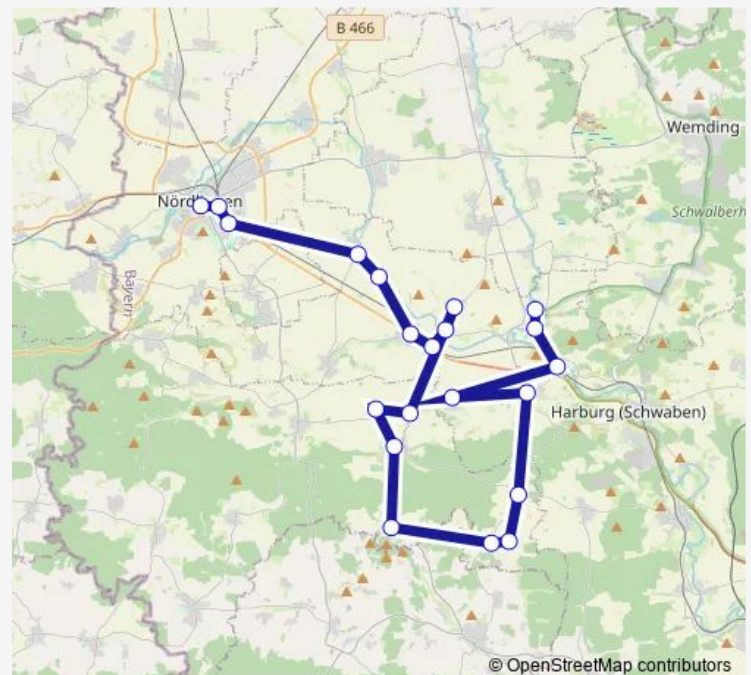 B 466
Wemding
Schwalberh
Bayern
Harburg (Schwaben)
© OpenStreetMap contributors